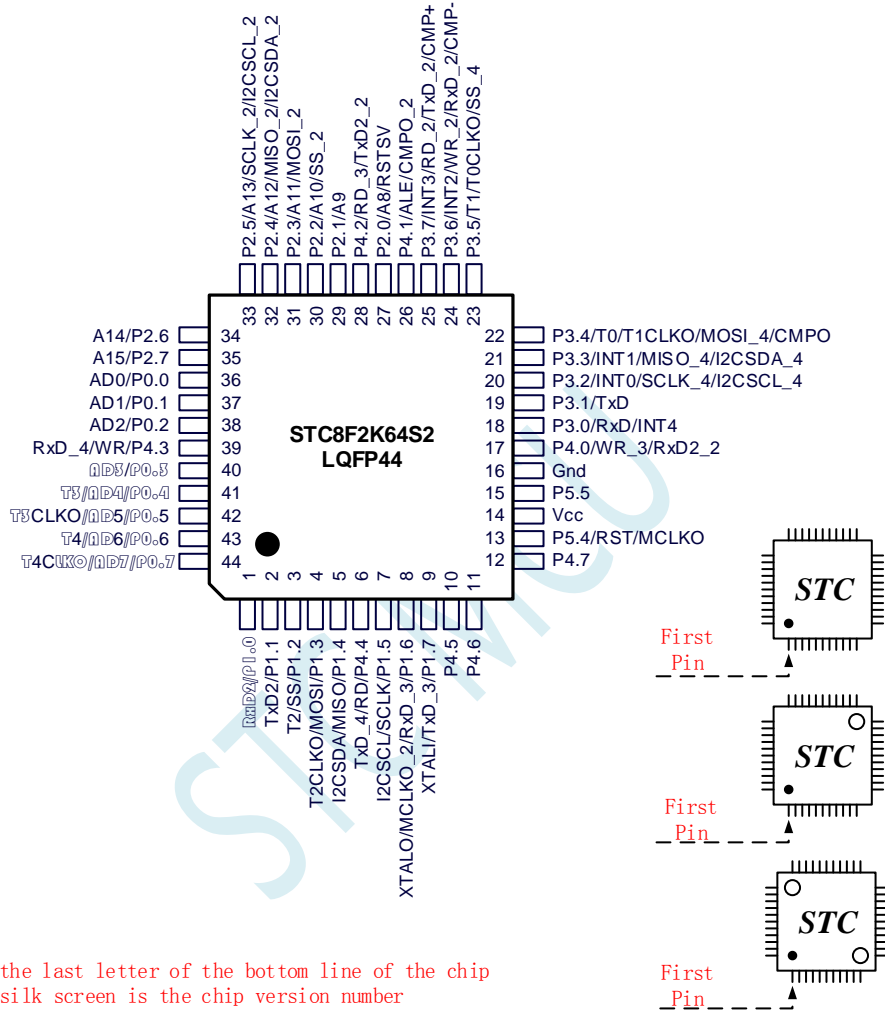 P2.5/A13/SCLK_2/I2CSCL_2
P2.4/A12/MISO_2/I2CSDA_2
P2.3/A11/MOSI_2
P2.2/A10/SS_2
P2.1/A9
P4.2/RD_3/TxD2_2
P2.0/A8/RSTSV
P4.1/ALE/CMPO_2
P3.7/INT3/RD_2/TxD_2/CMP+
P3.6/INT2/WR_2/RxD_2/CMP-
P3.5/T1/T0CLKO/SS_4
33 32 31 30 29 28 27 26 25 24 23
A14/P2.6 34
A15/P2.7 35
AD0/P0.0 36
AD1/P0.1 37
AD2/P0.2 38
RxD_4/WR/P4.3 39
AD3/P0.3 40
T3/AD4/P0.4 41
T3CLKO/AD5/P0.5 42
T4/AD6/P0.6 43
T4CLKO/AD7/P0.7 44
STC8F2K64S2
LQFP44
22 P3.4/T0/T1CLKO/MOSI_4/CMPO
21 P3.3/INT1/MISO_4/I2CSDA_4
20 P3.2/INT0/SCLK_4/I2CSCL_4
19 P3.1/TxD
18 P3.0/RxD/INT4
17 P4.0/WR_3/RxD2_2
16 Gnd
15 P5.5
14 Vcc
13 P5.4/RST/MCLKO
12 P4.7
1 2 3 4 5 6 7 8 9 10 11
RxD2/P1.0
TxD2/P1.1
T2/SS/P1.2
T2CLKO/MOSI/P1.3
I2CSDA/MISO/P1.4
TxD_4/RD/P4.4
I2CSCL/SCLK/P1.5
XTALO/MCLKO_2/RxD_3/P1.6
XTALI/TxD_3/P1.7
P4.5
P4.6
STC MCU
STC
First
Pin
STC
First
Pin
STC
First
Pin
the last letter of the bottom line of the chip
silk screen is the chip version number